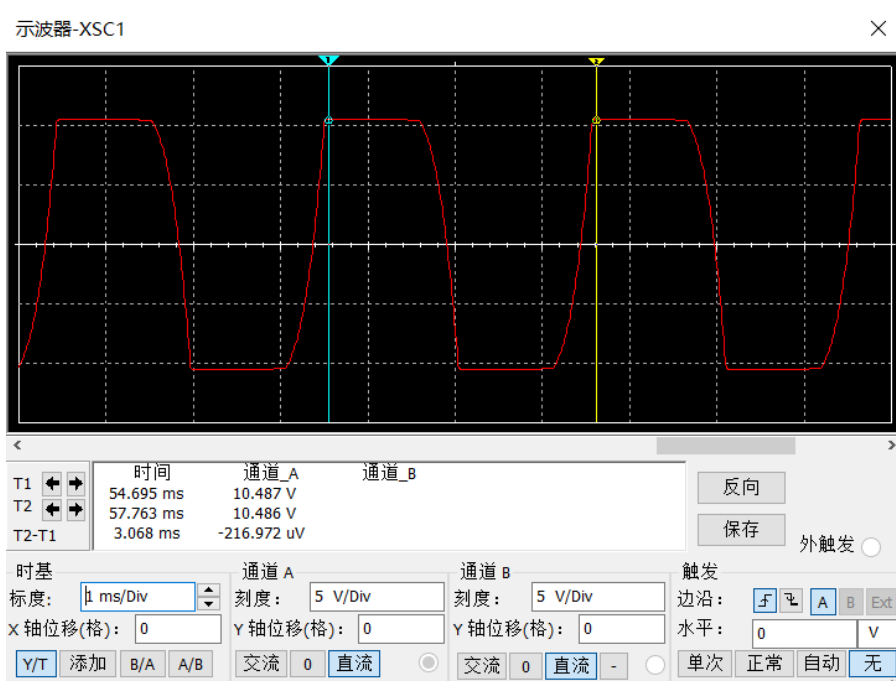 示波器-XSC1
1 2
T1
T2
T2-T1
时间 通道_A 通道_B
54.695 ms 10.487 V
57.763 ms 10.486 V
3.068 ms -216.972 uV
反向
保存
外触发
时基
标度: 1 ms/Div
X 轴位移(格): 0
Y/T 添加 B/A A/B
通道 A
刻度: 5 V/Div
Y 轴位移(格): 0
交流 0 直流
通道 B
刻度: 5 V/Div
Y 轴位移(格): 0
交流 0 直流 -
触发
边沿: A B Ext
水平: 0 V
单次 正常 自动 无